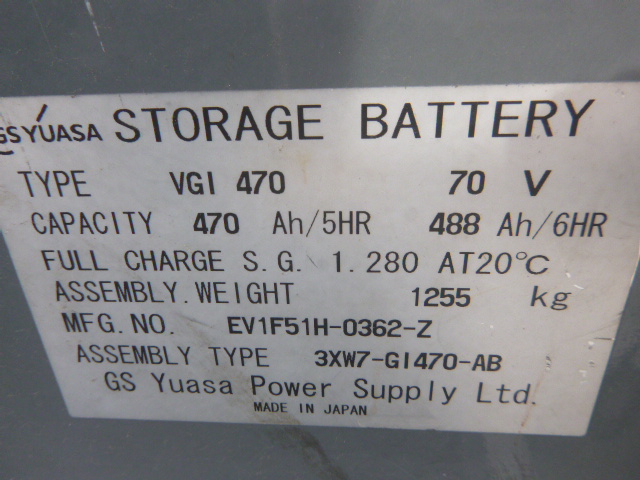 GS YUASA STORAGE BATTERY
TYPE VGI 470 70 V
CAPACITY 470 Ah/5HR 488 Ah/6HR
FULL CHARGE S.G. 1.280 AT20°C
ASSEMBLY.WEIGHT 1255 kg
MFG.NO. EV1F51H-0362-Z
ASSEMBLY TYPE 3XW7-GI470-AB
GS Yuasa Power Supply Ltd.
MADE IN JAPAN